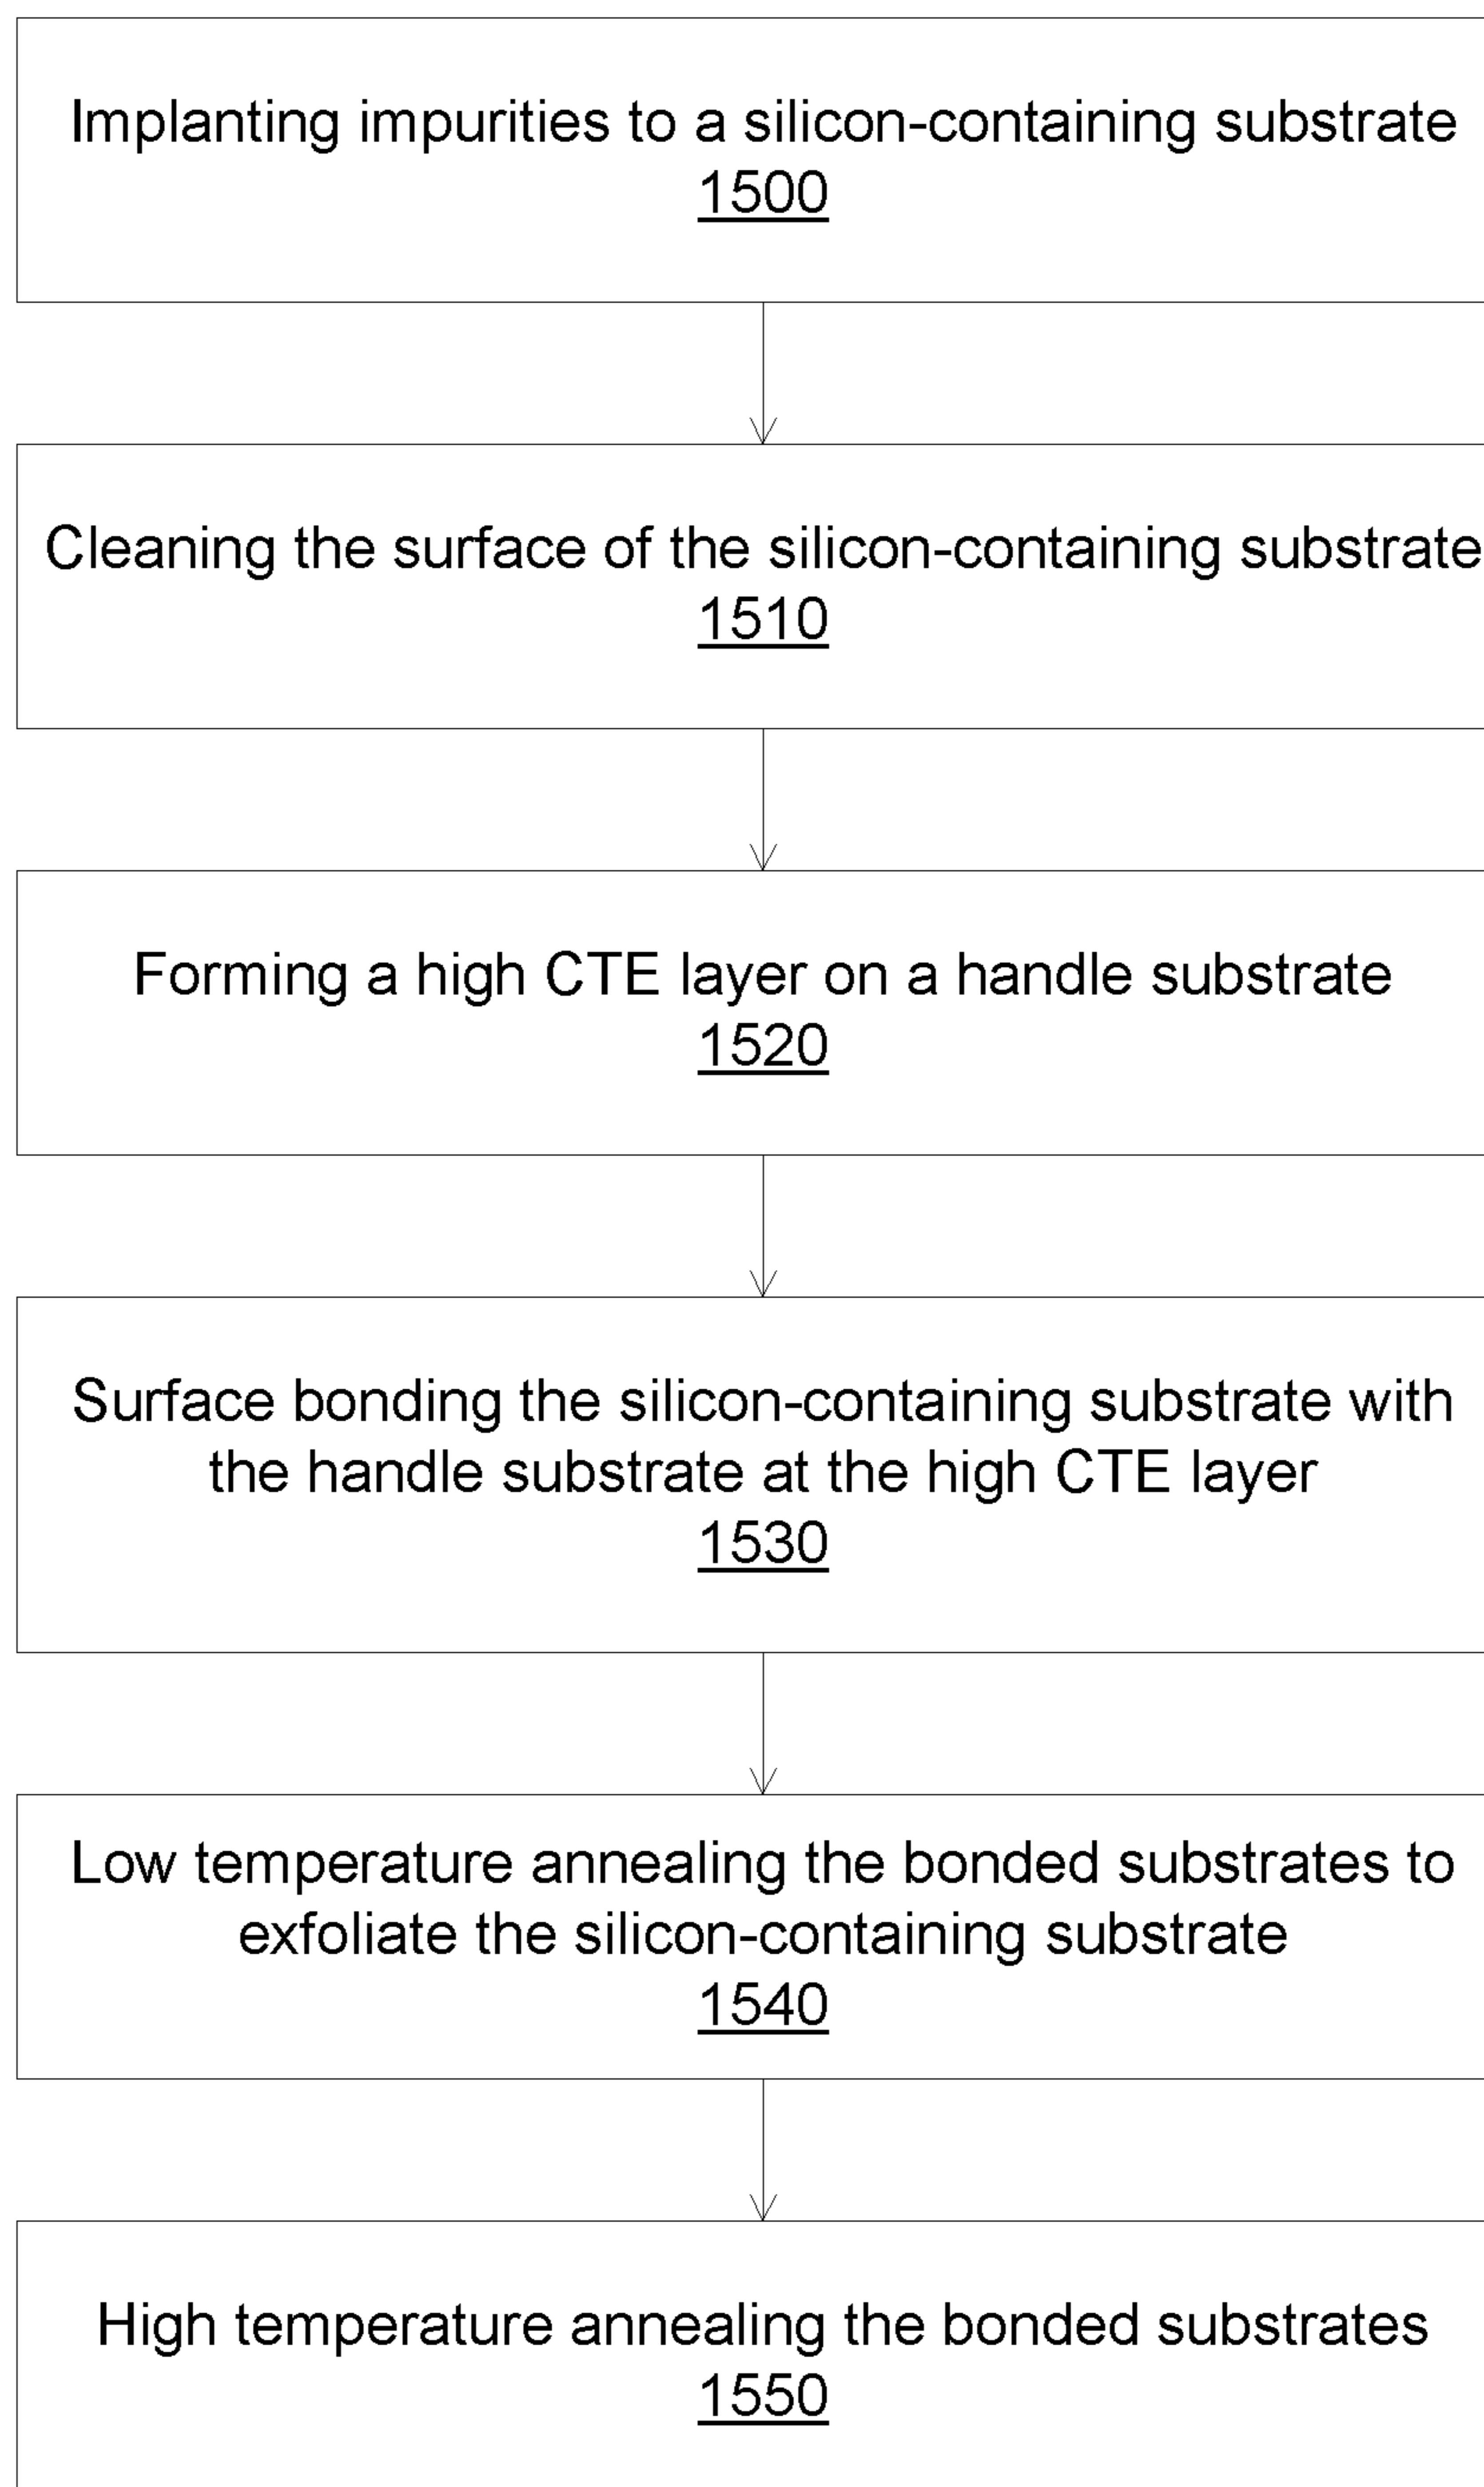 Implanting impurities to a silicon-containing substrate
1500
Cleaning the surface of the silicon-containing substrate
1510
Forming a high CTE layer on a handle substrate
1520
Surface bonding the silicon-containing substrate with
the handle substrate at the high CTE layer
1530
Low temperature annealing the bonded substrates to
exfoliate the silicon-containing substrate
1540
High temperature annealing the bonded substrates
1550